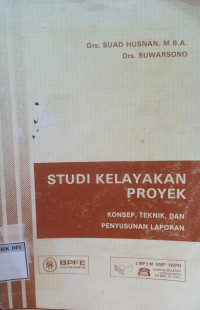 Drs. SUAD HUSNAN, M.B.A.
Drs. SUWARSONO
STUDI KELAYAKAN
PROYEK
KONSEP, TEKNIK, DAN
PENYUSUNAN LAPORAN
BPFE
YOGYAKARTA
LMP2M AMP-YKPN